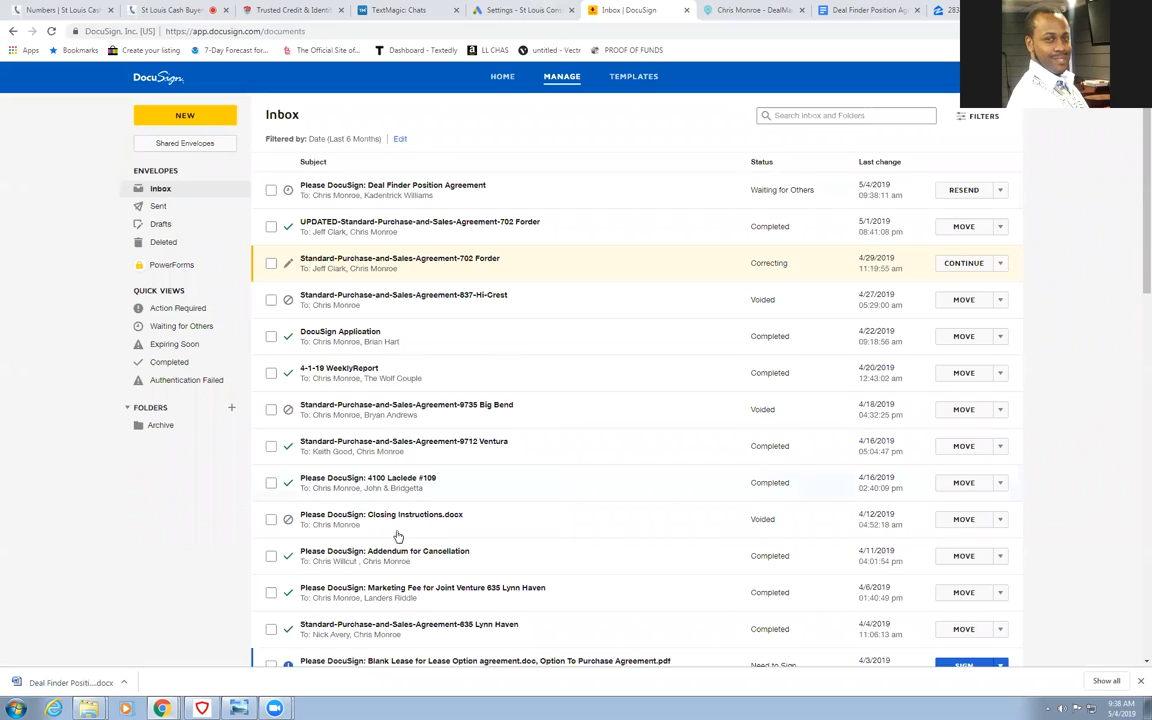 Numbers | St Louis Cash
St Louis Cash Buyer
Trusted Credit & Identi
TextMagic: Chats
Settings - St Louis Cont
Inbox | DocuSign
Chris Monroe - DealMa
Deal Finder Position Ag
283
DocuSign, Inc. [US] | https://app.docusign.com/documents
Apps
Bookmarks
Create your listing
7-Day Forecast for...
The Official Site of...
Dashboard - Textedly
LL CHAS
untitled - Vectr
PROOF OF FUNDS
DocuSign
HOME
MANAGE
TEMPLATES
NEW
Inbox
Search Inbox and Folders
FILTERS
Filtered by: Date (Last 6 Months) | Edit
Shared Envelopes
Subject
Status
Last change
ENVELOPES
Inbox
Sent
Drafts
Deleted
PowerForms
QUICK VIEWS
Action Required
Waiting for Others
Expiring Soon
Completed
Authentication Failed
FOLDERS
Archive
Please DocuSign: Deal Finder Position Agreement
To: Chris Monroe, Kadentrick Williams
Waiting for Others
5/4/2019
09:38:11 am
RESEND
UPDATED-Standard-Purchase-and-Sales-Agreement-702 Forder
To: Jeff Clark, Chris Monroe
Completed
5/1/2019
08:41:08 pm
MOVE
Standard-Purchase-and-Sales-Agreement-702 Forder
To: Jeff Clark, Chris Monroe
Correcting
4/29/2019
11:19:55 am
CONTINUE
Standard-Purchase-and-Sales-Agreement-837-Hi-Crest
To: Chris Monroe
Voided
4/27/2019
05:29:00 am
MOVE
DocuSign Application
To: Chris Monroe, Brian Hart
Completed
4/22/2019
09:18:56 am
MOVE
4-1-19 WeeklyReport
To: Chris Monroe, The Wolf Couple
Completed
4/20/2019
12:43:02 am
MOVE
Standard-Purchase-and-Sales-Agreement-9735 Big Bend
To: Chris Monroe, Bryan Andrews
Voided
4/18/2019
04:32:25 pm
MOVE
Standard-Purchase-and-Sales-Agreement-9712 Ventura
To: Keith Good, Chris Monroe
Completed
4/16/2019
05:04:47 pm
MOVE
Please DocuSign: 4100 Laclede #109
To: Chris Monroe, John & Bridgetta
Completed
4/16/2019
02:40:09 pm
MOVE
Please DocuSign: Closing Instructions.docx
To: Chris Monroe
Voided
4/12/2019
04:52:18 am
MOVE
Please DocuSign: Addendum for Cancellation
To: Chris Willcut , Chris Monroe
Completed
4/11/2019
04:01:54 pm
MOVE
Please DocuSign: Marketing Fee for Joint Venture 635 Lynn Haven
To: Chris Monroe, Landers Riddle
Completed
4/6/2019
01:40:49 pm
MOVE
Standard-Purchase-and-Sales-Agreement-635 Lynn Haven
To: Nick Avery, Chris Monroe
Completed
4/4/2019
11:06:13 am
MOVE
Please DocuSign: Blank Lease for Lease Option agreement.doc, Option To Purchase Agreement.pdf
Need to Sign
4/3/2019
SIGN
Deal Finder Positi....docx
Show all
9:38 AM
5/4/2019